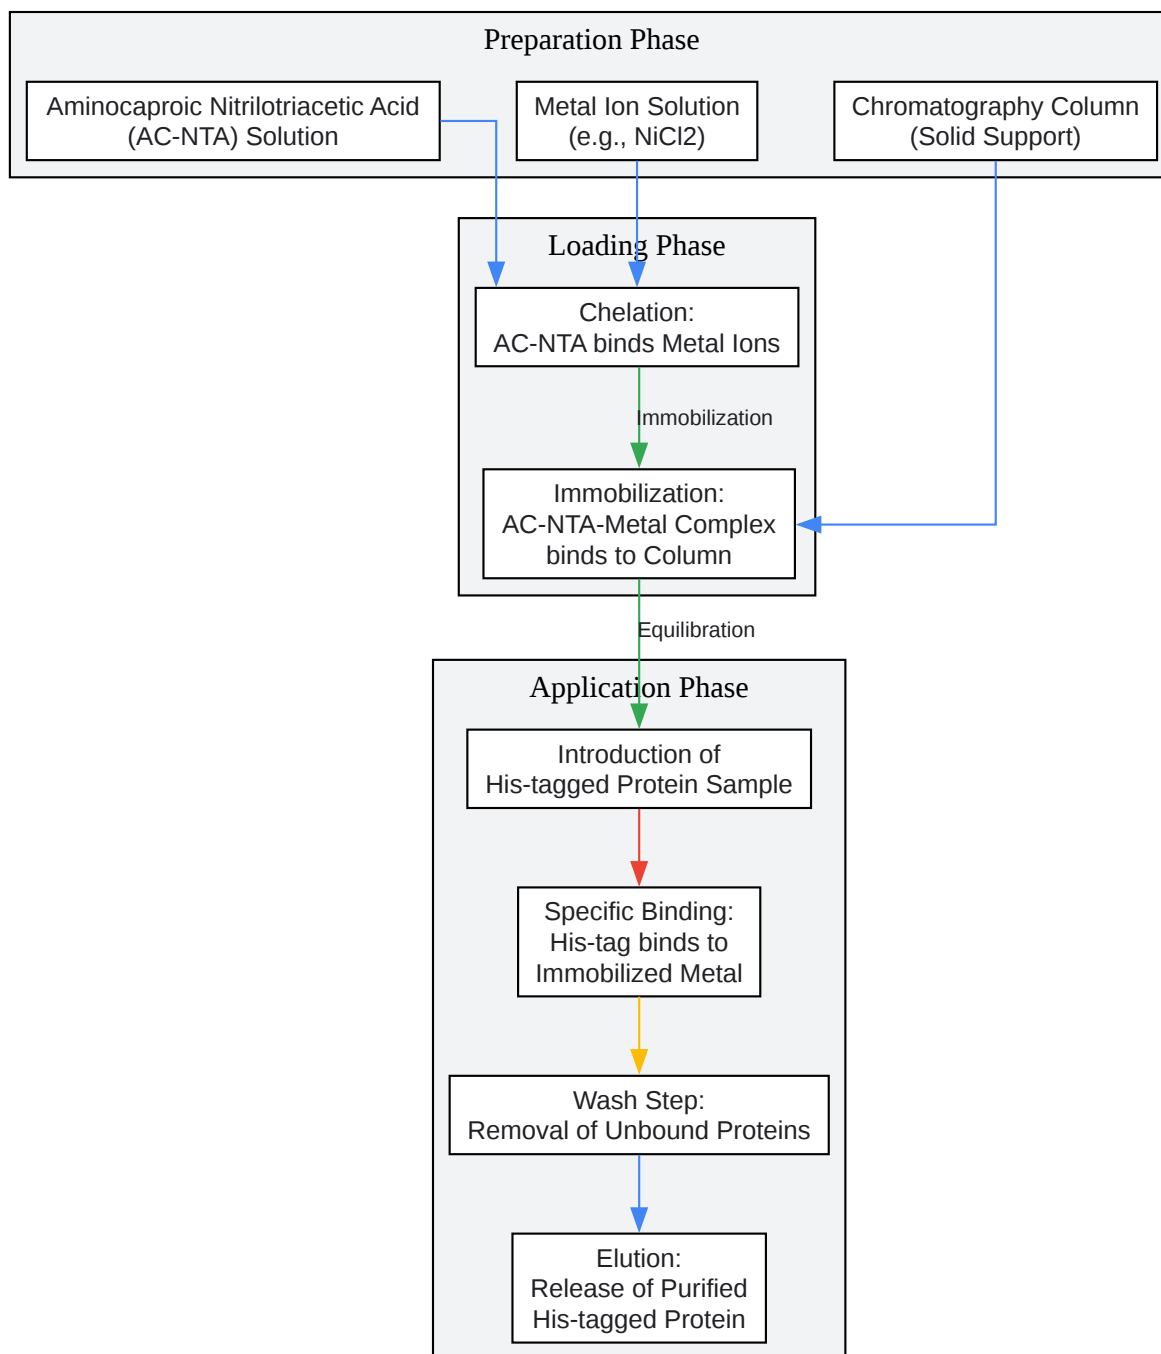 Preparation Phase
Aminocaproic Nitrilotriacetic Acid
(AC-NTA) Solution
Metal Ion Solution
(e.g., NiCl2)
Chromatography Column
(Solid Support)
Loading Phase
Chelation:
AC-NTA binds Metal Ions
Immobilization
Immobilization:
AC-NTA-Metal Complex
binds to Column
Equilibration
Application Phase
Introduction of
His-tagged Protein Sample
Specific Binding:
His-tag binds to
Immobilized Metal
Wash Step:
Removal of Unbound Proteins
Elution:
Release of Purified
His-tagged Protein